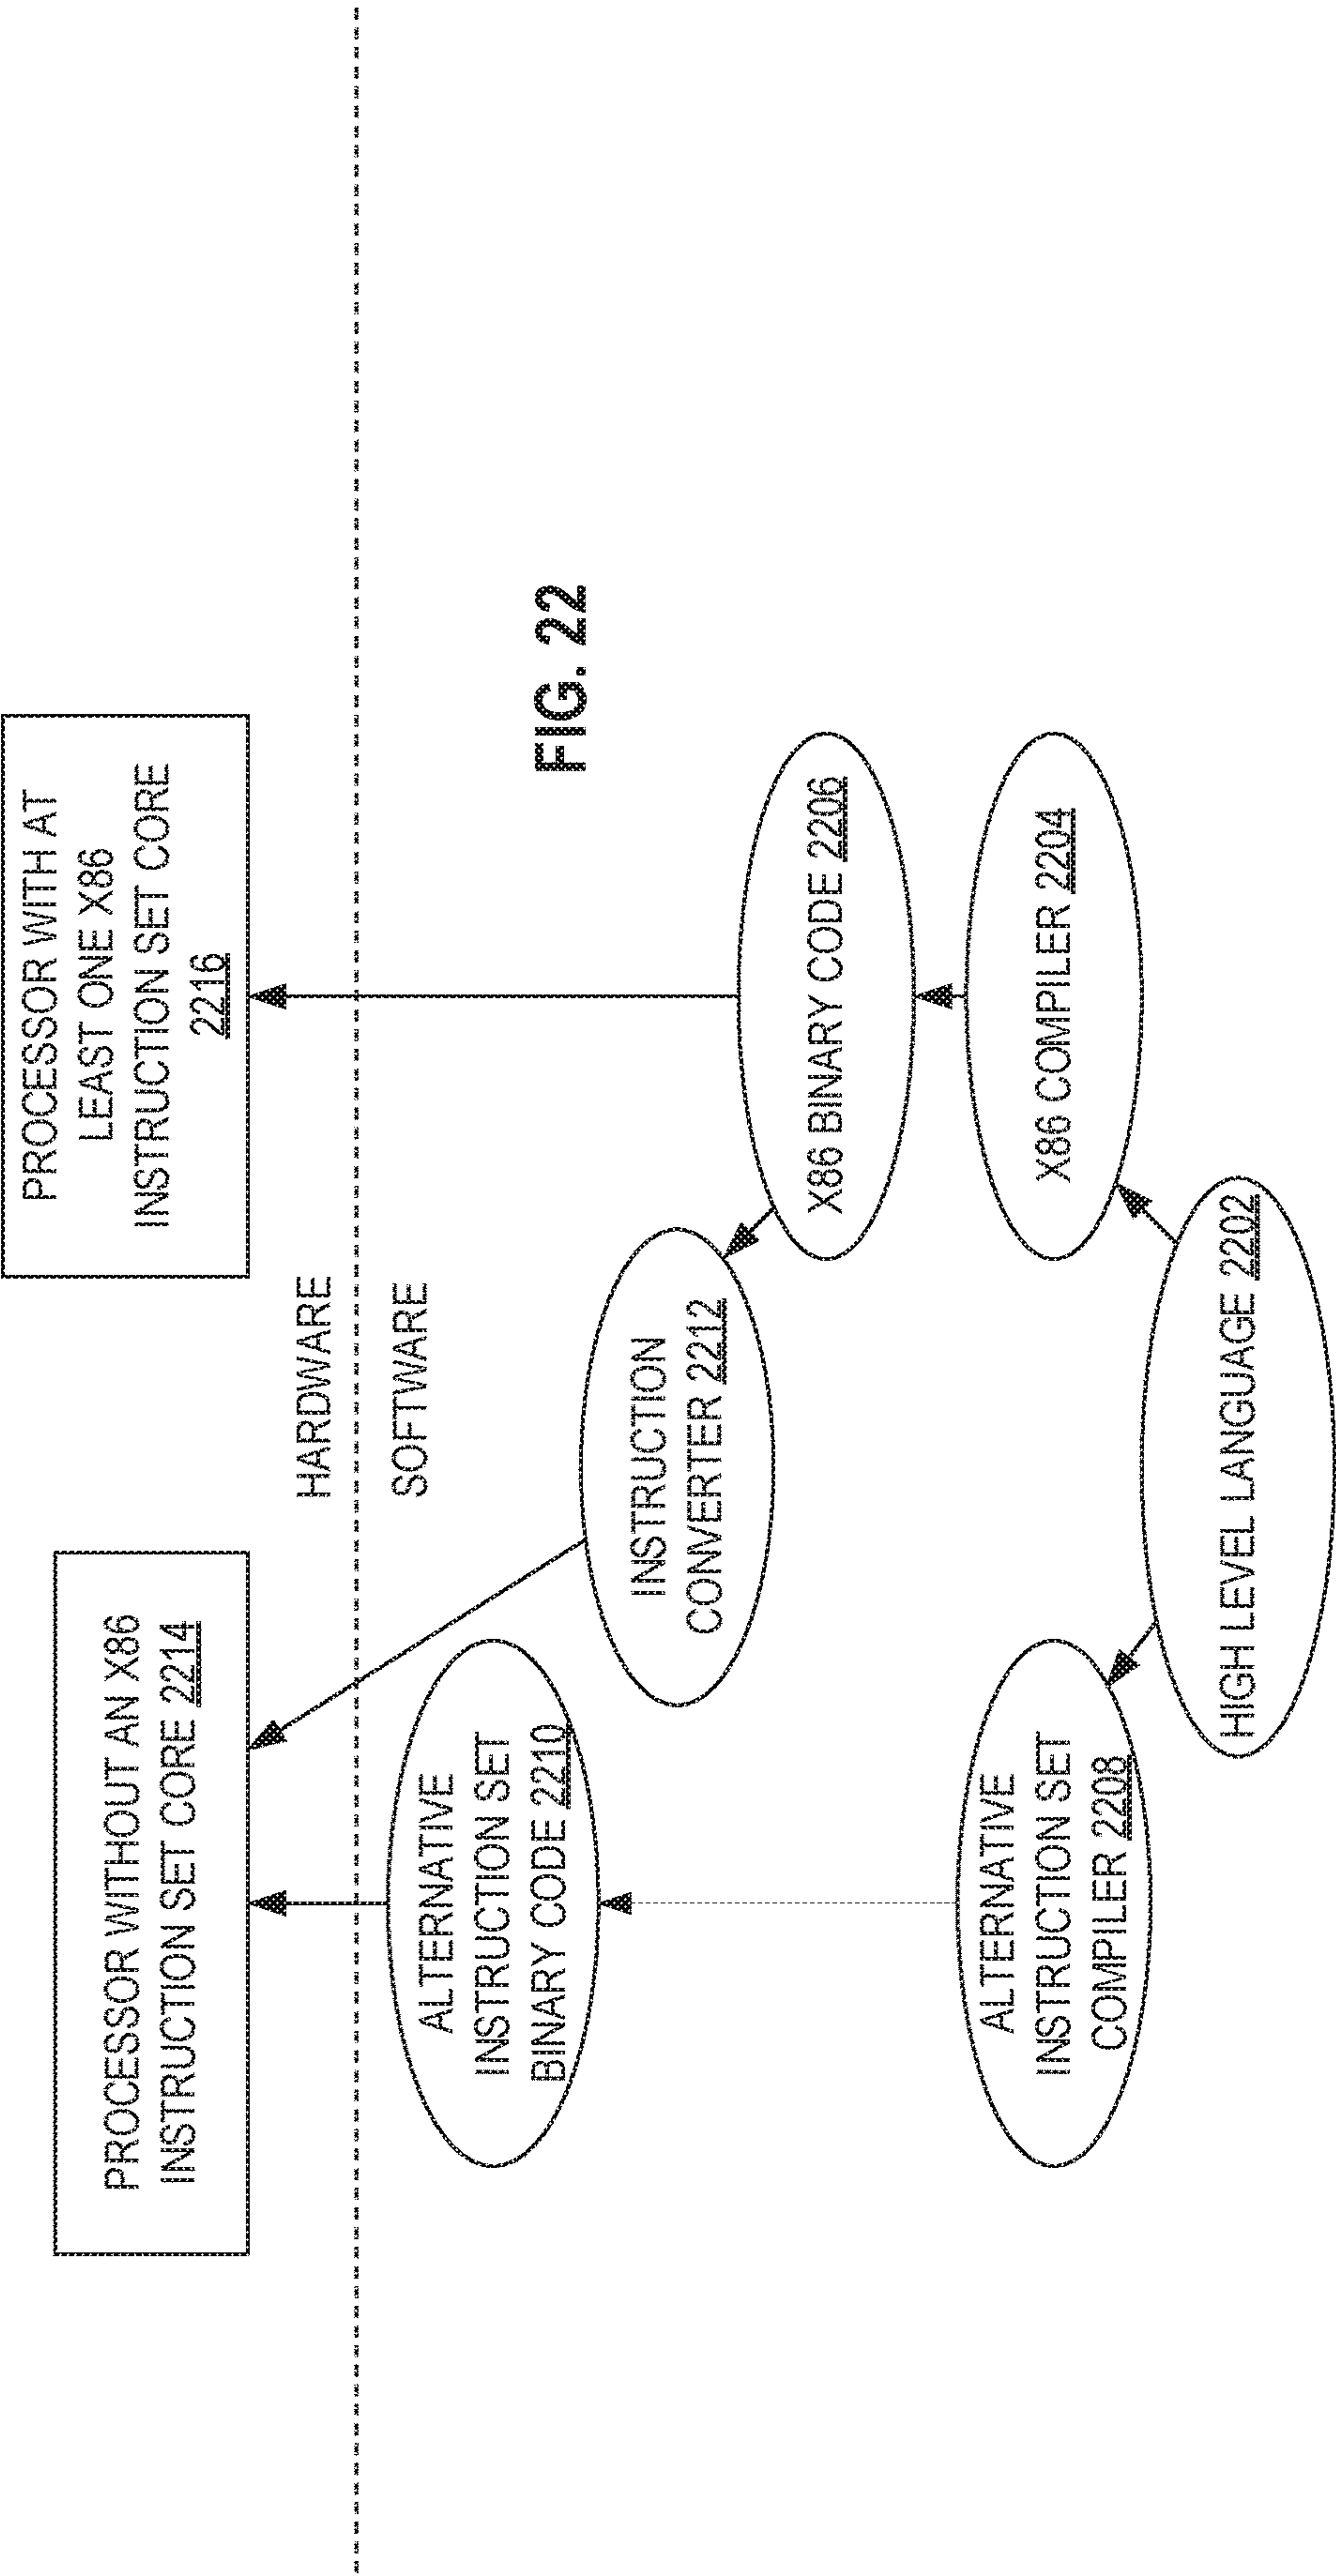 PROCESSOR WITHOUT AN X86
INSTRUCTION SET CORE 2214
PROCESSOR WITH AT
LEAST ONE X86
INSTRUCTION SET CORE
2216
HARDWARE
SOFTWARE
ALTERNATIVE
INSTRUCTION SET
BINARY CODE 2210
INSTRUCTION
CONVERTER 2212
FIG. 22
X86 BINARY CODE 2206
ALTERNATIVE
INSTRUCTION SET
COMPILER 2208
X86 COMPILER 2204
HIGH LEVEL LANGUAGE 2202